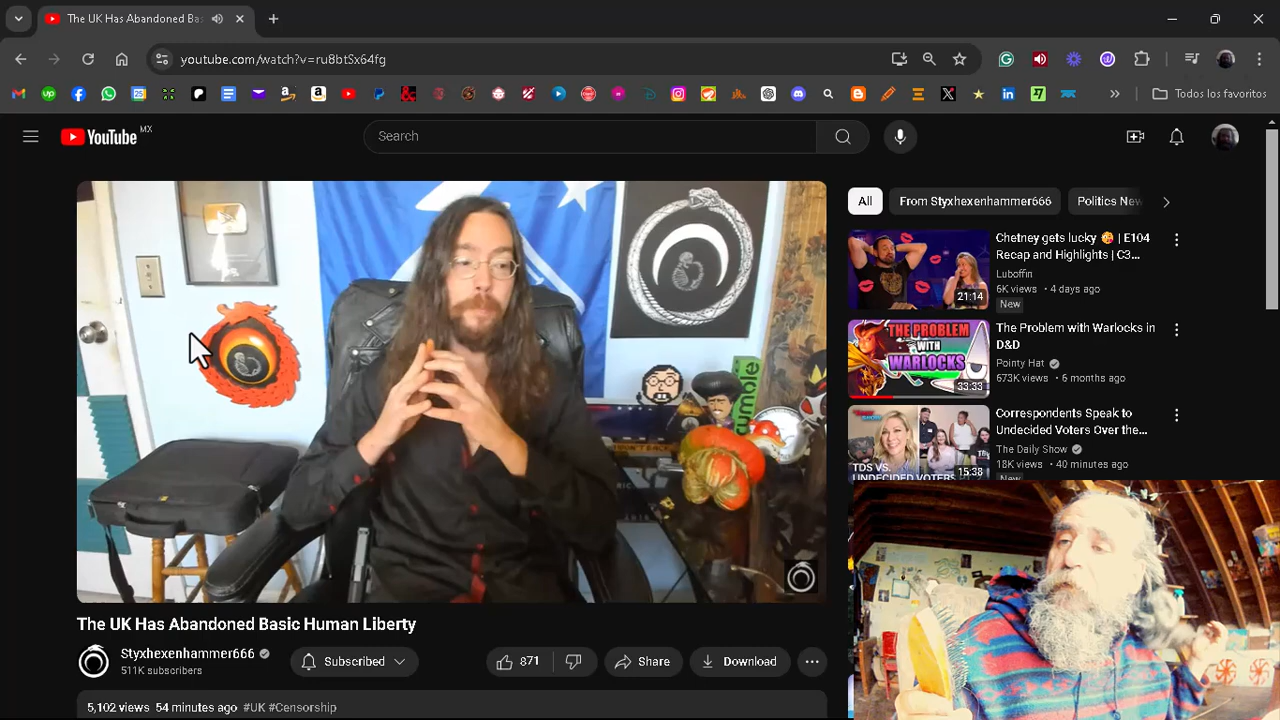 The UK Has Abandoned Bas
youtube.com/watch?v=ru8btSx64fg
Todos los favoritos
YouTube MX
Search
All
From Styxhexenhammer666
Politics New
Chetney gets lucky 🤪 | E104
Recap and Highlights | C3...
Luboffin
6K views • 4 days ago
New
21:14
THE PROBLEM
WITH
WARLOCKS
33:33
The Problem with Warlocks in
D&D
Pointy Hat
673K views • 6 months ago
TDS VS.
UNDECIDED VOTERS
15:38
Correspondents Speak to
Undecided Voters Over the...
The Daily Show
18K views • 40 minutes ago
New
rumble
The UK Has Abandoned Basic Human Liberty
Styxhexenhammer666
511K subscribers
Subscribed
871
Share
Download
5,102 views 54 minutes ago #UK #Censorship